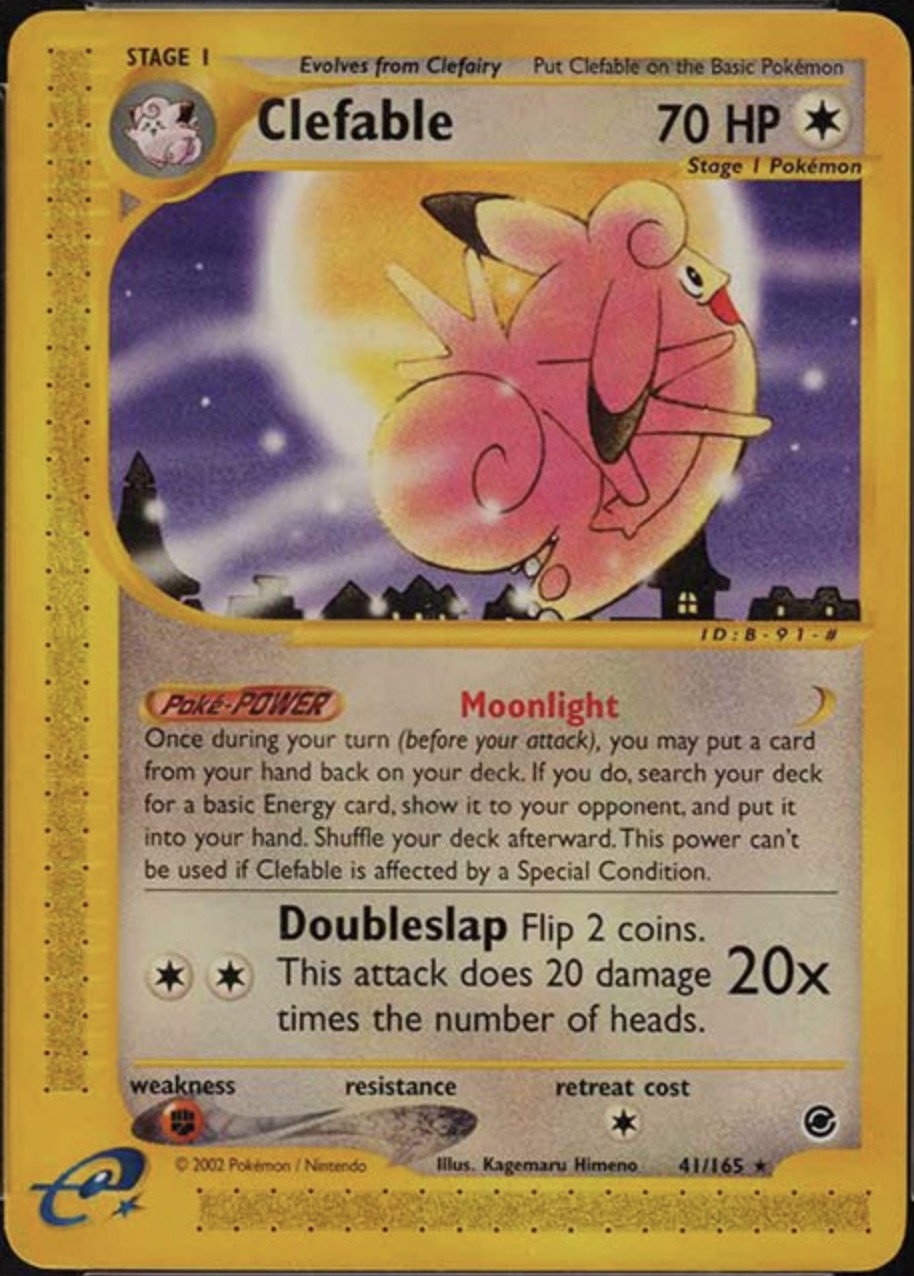 STAGE 1
Evolves from Clefairy Put Clefable on the Basic Pokémon
Clefable 70 HP
Stage 1 Pokémon
ID:B-91-#
Poké-POWER Moonlight
Once during your turn (before your attack), you may put a card
from your hand back on your deck. If you do, search your deck
for a basic Energy card, show it to your opponent, and put it
into your hand. Shuffle your deck afterward. This power can't
be used if Clefable is affected by a Special Condition.
Doubleslap Flip 2 coins.
This attack does 20 damage 20x
times the number of heads.
weakness resistance retreat cost
© 2002 Pokémon / Nintendo Illus. Kagemaru Himeno 41/165 ★
e